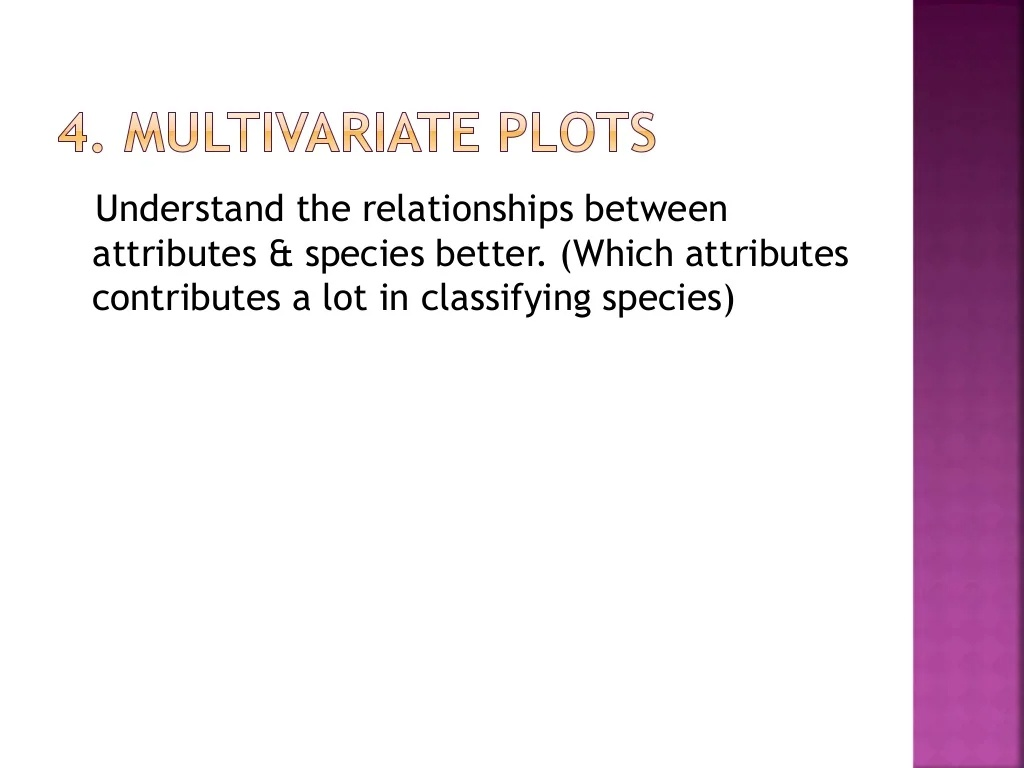 4. MULTIVARIATE PLOTS
Understand the relationships between
attributes & species better. (Which attributes
contributes a lot in classifying species)